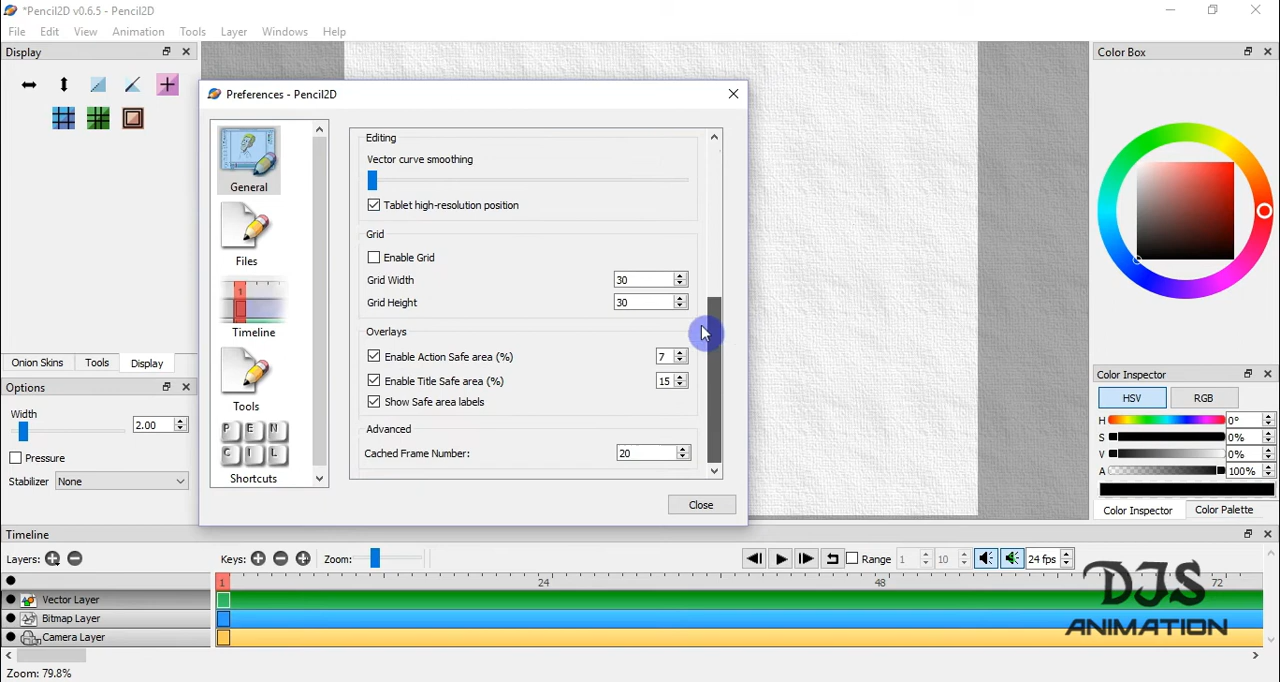 *Pencil2D v0.6.5 - Pencil2D
File Edit View Animation Tools Layer Windows Help
Display
Onion Skins Tools Display
Options
Width
2.00
Pressure
Stabilizer None
Preferences - Pencil2D
General
Files
1
Timeline
Tools
P E N
C I L
Shortcuts
Editing
Vector curve smoothing
Tablet high-resolution position
Grid
Enable Grid
Grid Width 30
Grid Height 30
Overlays
Enable Action Safe area (%) 7
Enable Title Safe area (%) 15
Show Safe area labels
Advanced
Cached Frame Number: 20
Close
Color Box
Color Inspector
HSV RGB
H 0°
S 0%
V 0%
A 100%
Color Inspector Color Palette
Timeline
Layers: Keys: Zoom: Range 1 10 24 fps
1 24 48 72
Vector Layer
Bitmap Layer
Camera Layer
DJS
ANIMATION
Zoom: 79.8%